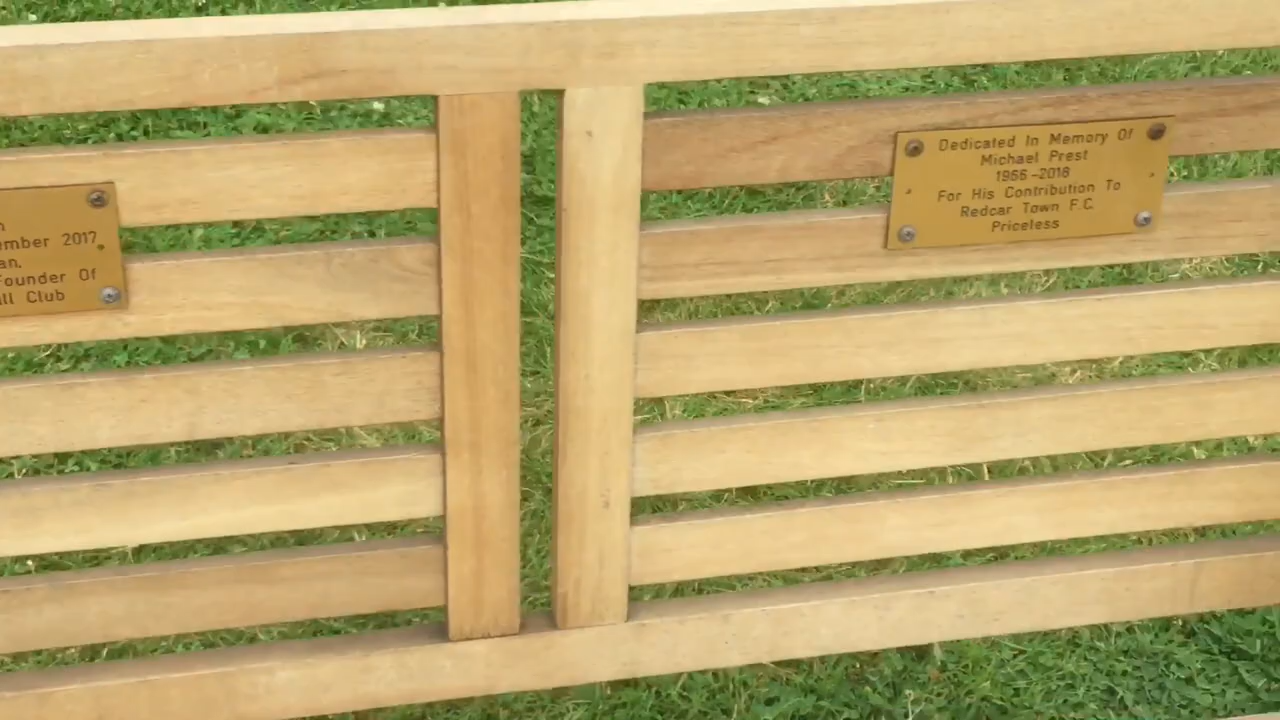 ember 2017,
an,
Founder Of
ll Club
Dedicated In Memory Of
Michael Prest
1966-2018
For His Contribution To
Redcar Town F.C.
Priceless